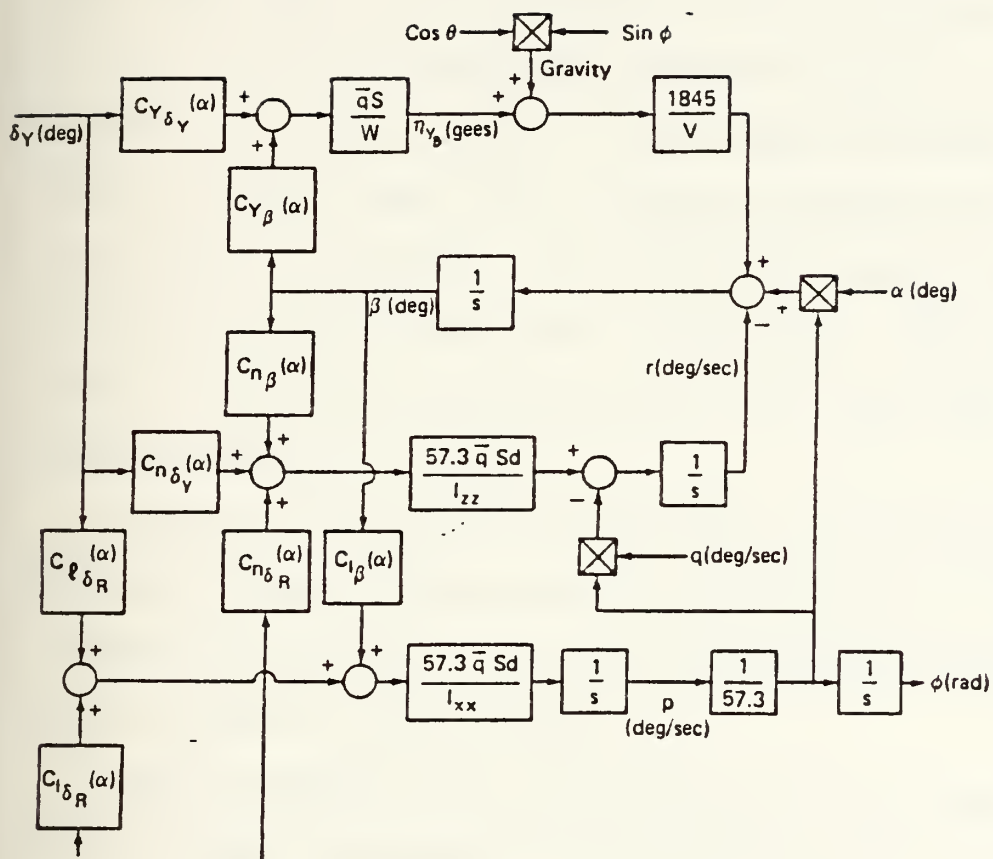 Cos θ Sin φ
+ Gravity
δY (deg)
CYδY (α)
+
+
q̅S
W
ηYB (gees)
+
1845
V
CYβ (α)
β (deg)
1
s
+
+
−
α (deg)
r(deg/sec)
Cnβ (α)
+
CnδY (α)
+
+
57.3 q̅ Sd
Izz
+
−
1
s
q(deg/sec)
CℓδR (α)
CnδR (α)
Clβ (α)
+
+
+
+
57.3 q̅ Sd
Ixx
1
s
p
(deg/sec)
1
57.3
1
s
φ(rad)
ClδR (α)